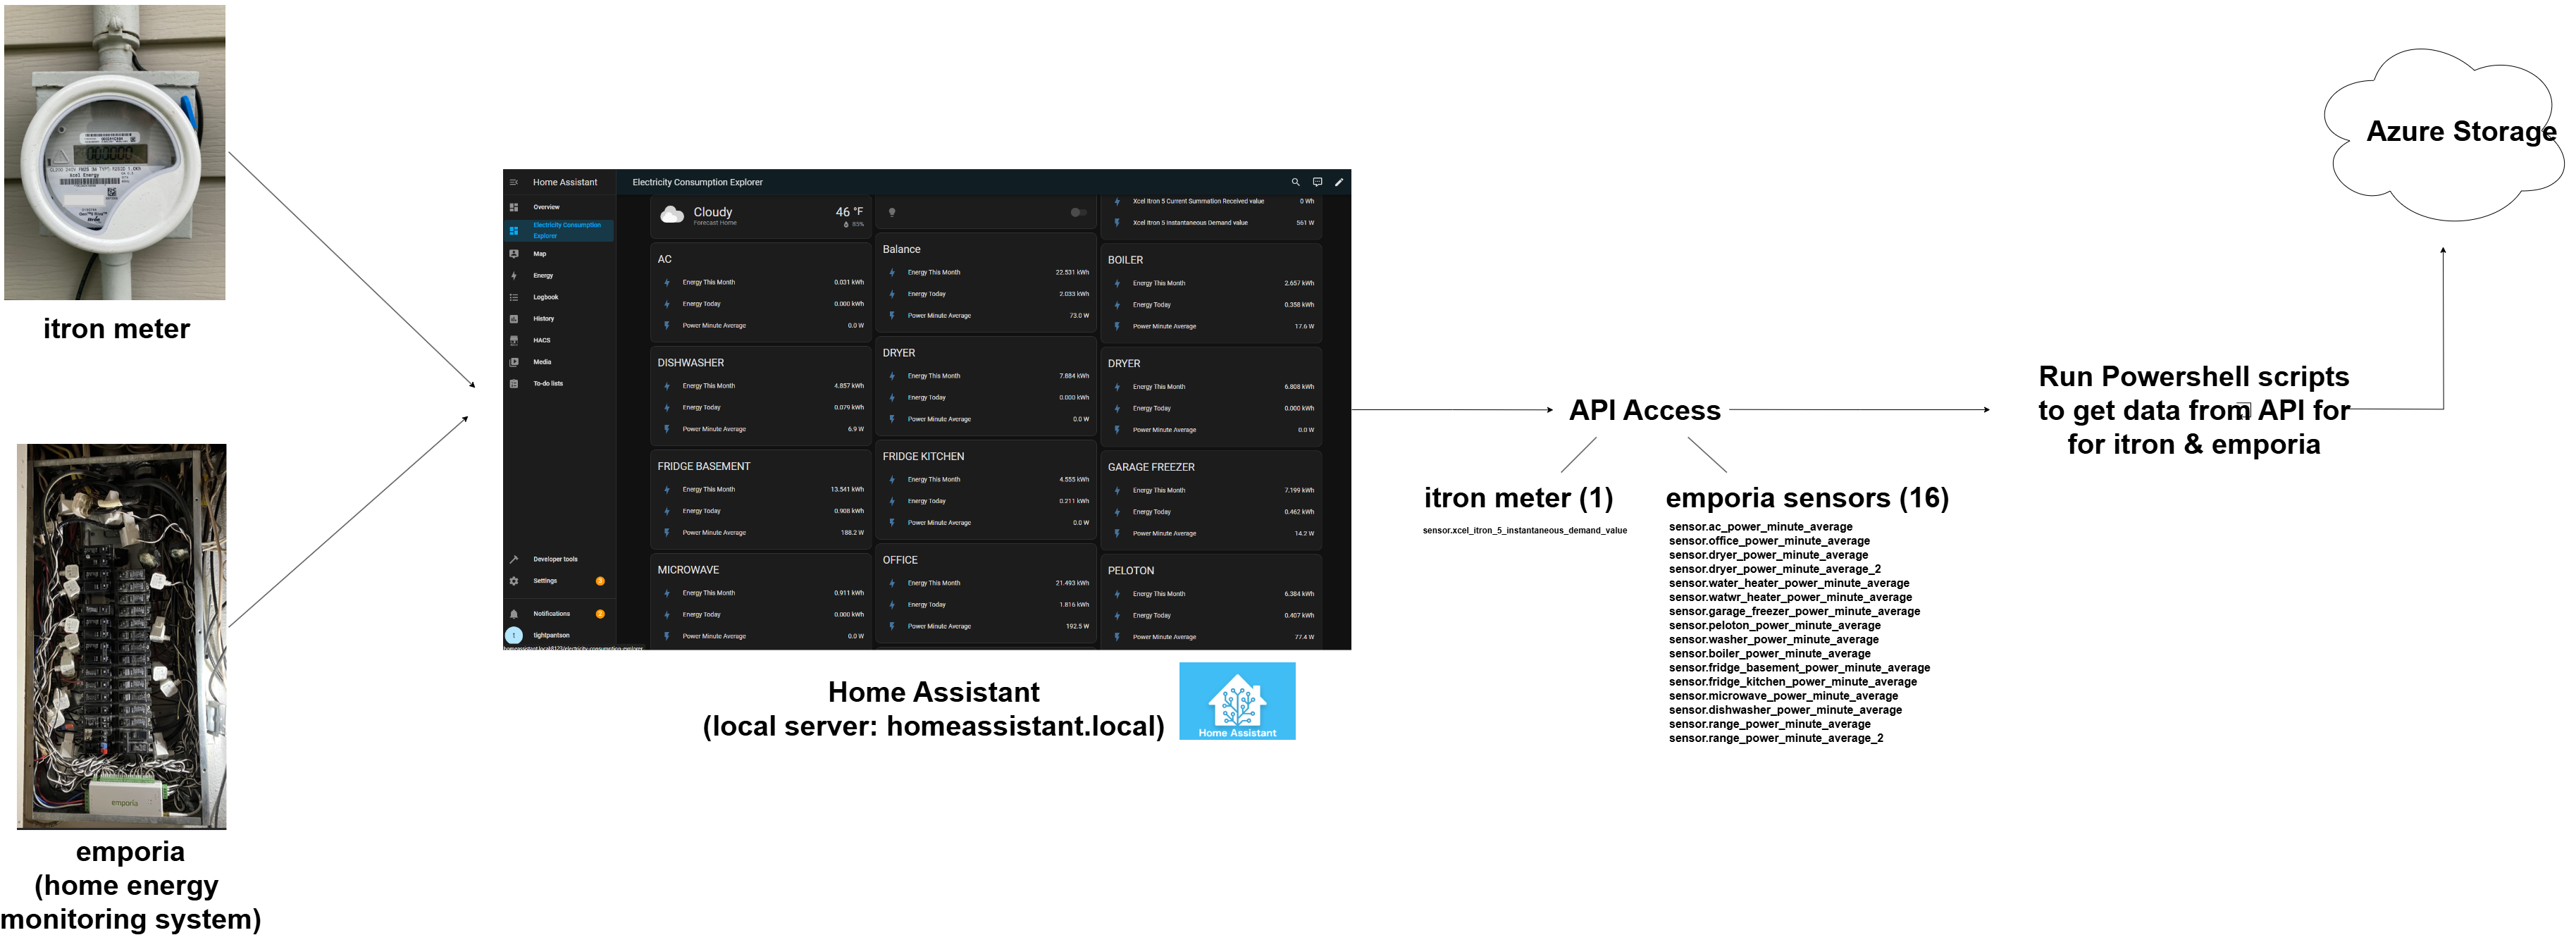 Xcel Energy
itron meter
emporia
emporia
(home energy
monitoring system)
Home Assistant
Electricity Consumption Explorer
Overview
Electricity Consumption
Explorer
Map
Energy
Logbook
History
HACS
Media
To-do lists
Developer tools
Settings
3
Notifications
2
t
tightpantson
homeassistant.local:8123/electricity-consumption-explorer
Cloudy
Forecast Home
46 °F
83%
AC
Energy This Month 0.031 kWh
Energy Today 0.000 kWh
Power Minute Average 0.0 W
DISHWASHER
Energy This Month 4.857 kWh
Energy Today 0.079 kWh
Power Minute Average 6.9 W
FRIDGE BASEMENT
Energy This Month 13.541 kWh
Energy Today 0.908 kWh
Power Minute Average 188.2 W
MICROWAVE
Energy This Month 0.911 kWh
Energy Today 0.000 kWh
Power Minute Average 0.0 W
Balance
Energy This Month 22.531 kWh
Energy Today 2.033 kWh
Power Minute Average 73.0 W
DRYER
Energy This Month 7.884 kWh
Energy Today 0.000 kWh
Power Minute Average 0.0 W
FRIDGE KITCHEN
Energy This Month 4.555 kWh
Energy Today 0.211 kWh
Power Minute Average 0.0 W
OFFICE
Energy This Month 21.493 kWh
Energy Today 1.816 kWh
Power Minute Average 192.5 W
Xcel Itron 5 Current Summation Received value 0 Wh
Xcel Itron 5 Instantaneous Demand value 561 W
BOILER
Energy This Month 2.657 kWh
Energy Today 0.358 kWh
Power Minute Average 17.6 W
DRYER
Energy This Month 6.808 kWh
Energy Today 0.000 kWh
Power Minute Average 0.0 W
GARAGE FREEZER
Energy This Month 7.199 kWh
Energy Today 0.462 kWh
Power Minute Average 14.2 W
PELOTON
Energy This Month 6.384 kWh
Energy Today 0.407 kWh
Power Minute Average 77.4 W
Home Assistant
(local server: homeassistant.local)
Home Assistant
API Access
itron meter (1)
sensor.xcel_itron_5_instantaneous_demand_value
emporia sensors (16)
sensor.ac_power_minute_average
sensor.office_power_minute_average
sensor.dryer_power_minute_average
sensor.dryer_power_minute_average_2
sensor.water_heater_power_minute_average
sensor.watwr_heater_power_minute_average
sensor.garage_freezer_power_minute_average
sensor.peloton_power_minute_average
sensor.washer_power_minute_average
sensor.boiler_power_minute_average
sensor.fridge_basement_power_minute_average
sensor.fridge_kitchen_power_minute_average
sensor.microwave_power_minute_average
sensor.dishwasher_power_minute_average
sensor.range_power_minute_average
sensor.range_power_minute_average_2
Run Powershell scripts
to get data from API for
for itron & emporia
Azure Storage